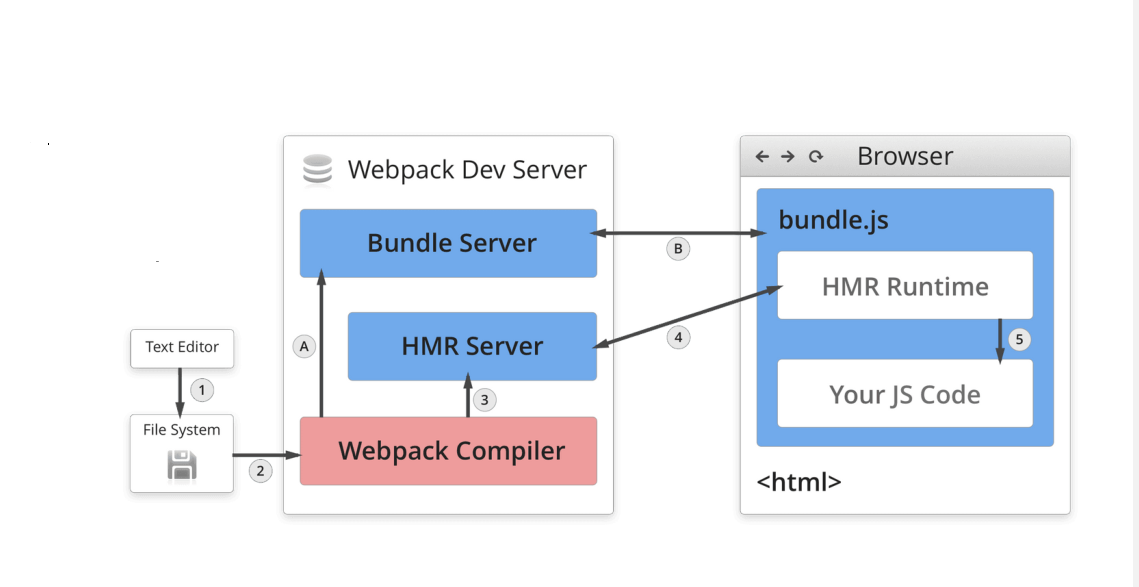 Webpack Dev Server
Bundle Server
A
HMR Server
3
Webpack Compiler
Text Editor
1
File System
2
B
4
Browser
bundle.js
HMR Runtime
5
Your JS Code
<html>